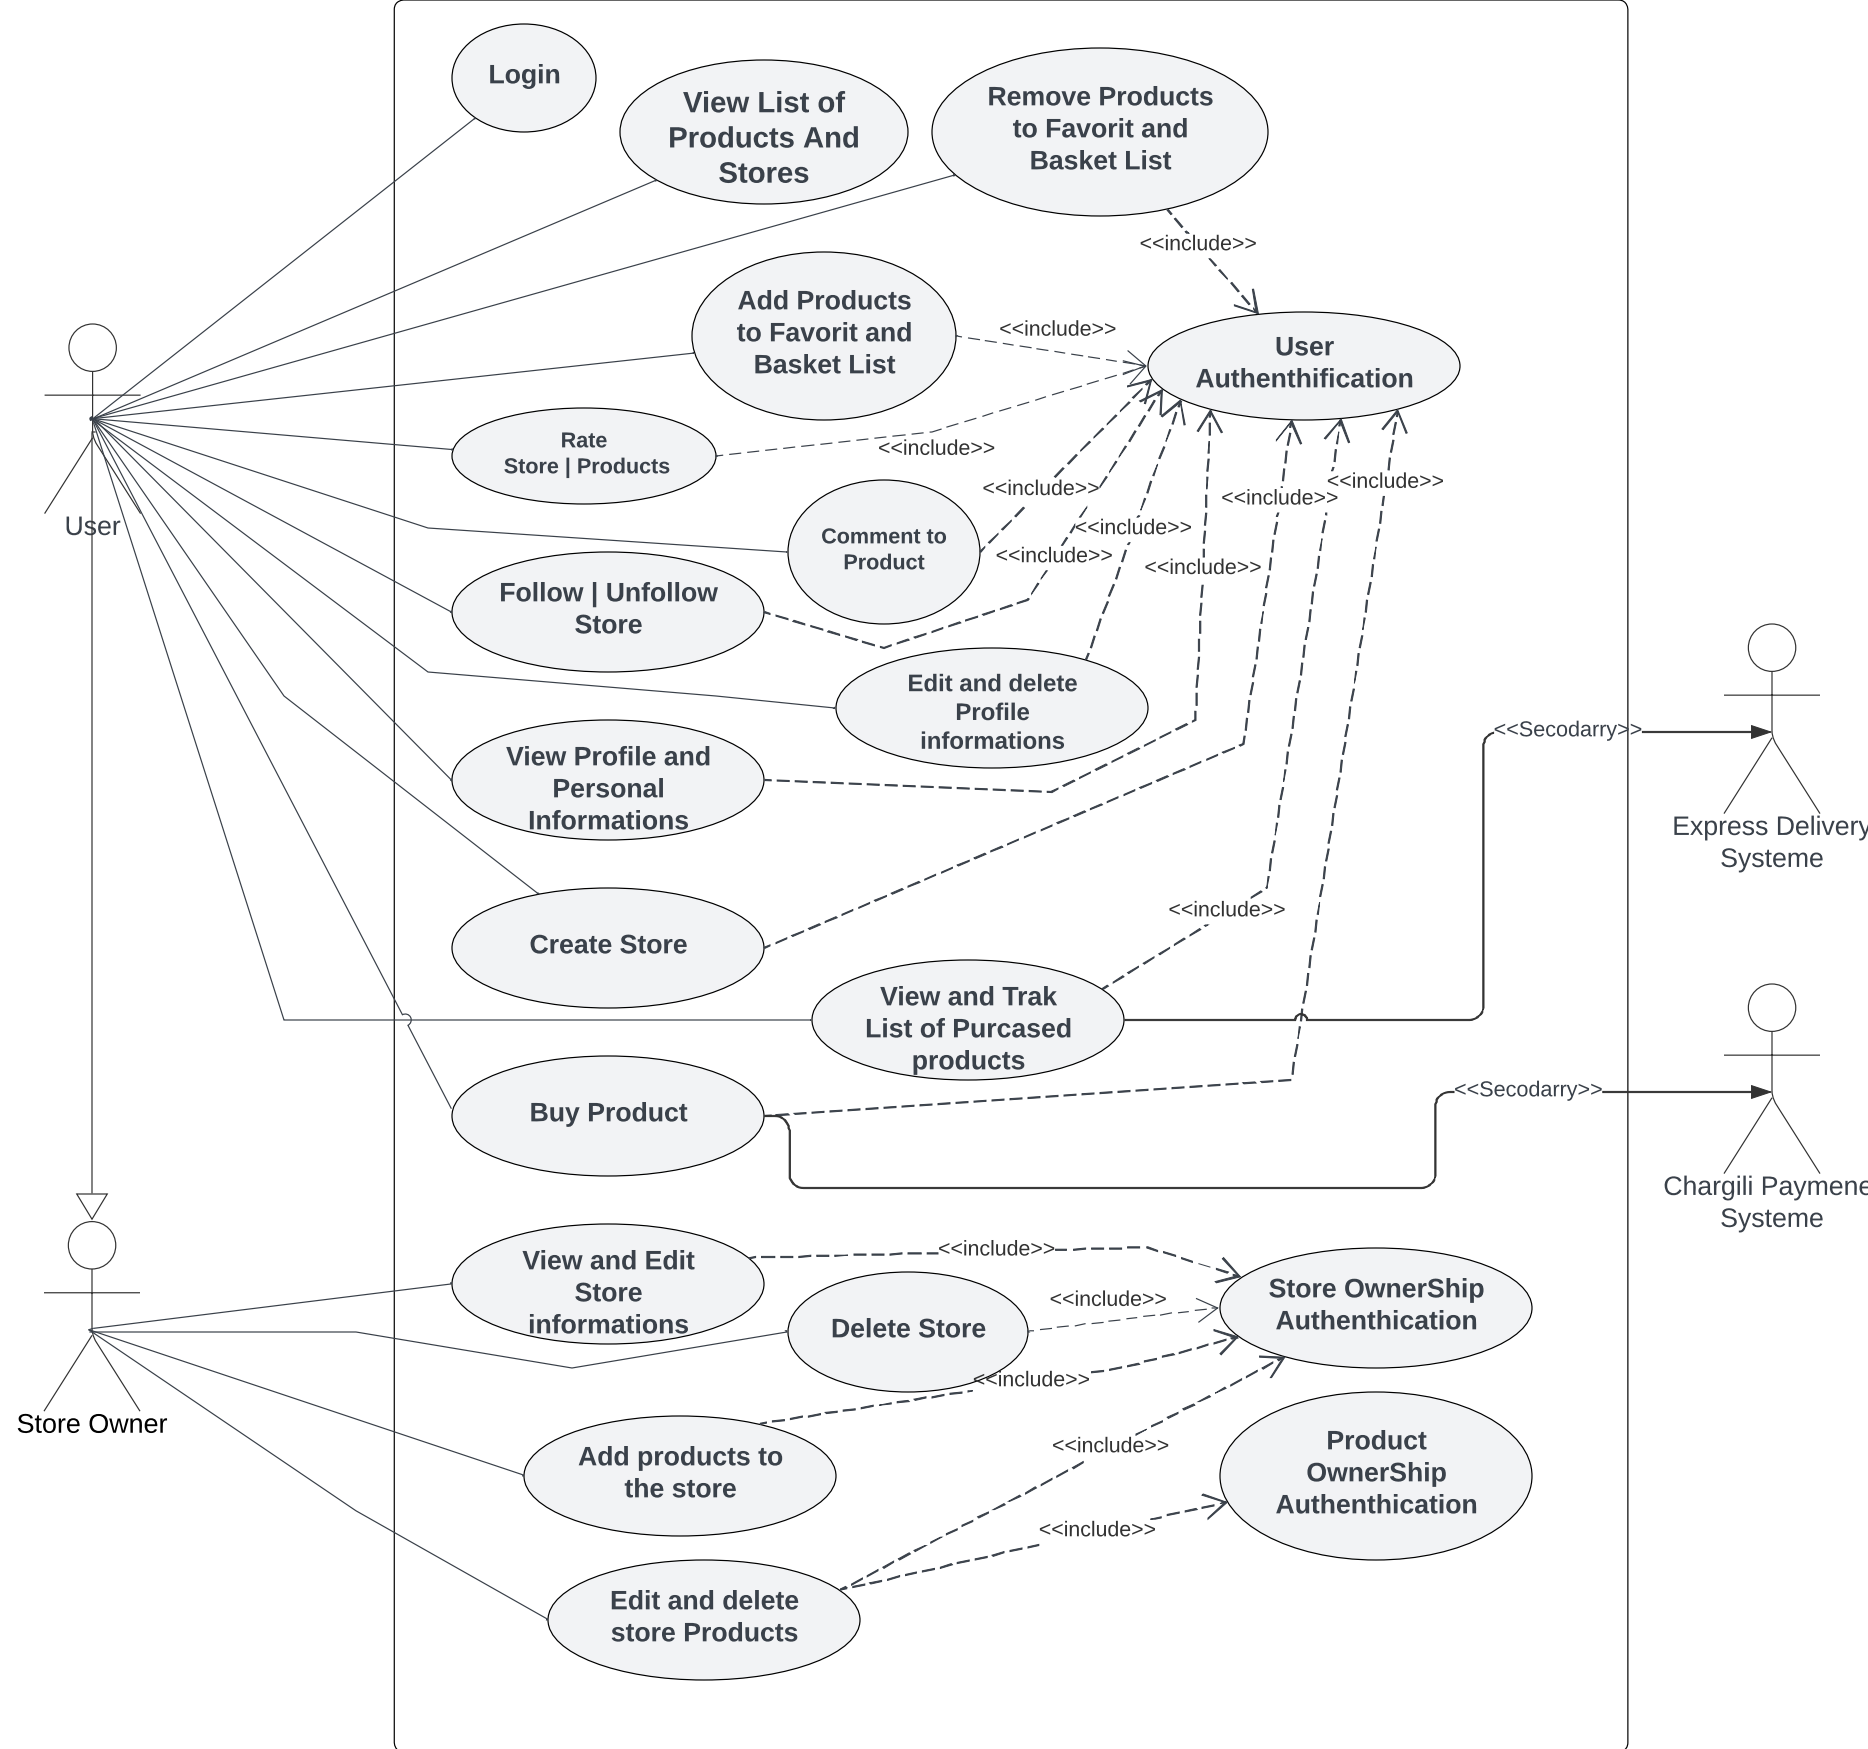 Login
View List of
Products And
Stores
Remove Products
to Favorit and
Basket List
<<include>>
Add Products
to Favorit and
Basket List
<<include>>
User
Authenthification
Rate
Store | Products
<<include>>
User
<<include>>
<<include>>
<<include>>
Comment to
Product
<<include>>
<<include>>
<<include>>
Follow | Unfollow
Store
Edit and delete
Profile
informations
View Profile and
Personal
Informations
<<Secodarry>>
Express Delivery
Systeme
Create Store
<<include>>
View and Trak
List of Purcased
products
Buy Product
<<Secodarry>>
Chargili Paymene
Systeme
View and Edit
Store
informations
<<include>>
Delete Store
<<include>>
Store OwnerShip
Authenthication
<<include>>
Store Owner
Add products to
the store
<<include>>
Product
OwnerShip
Authenthication
<<include>>
Edit and delete
store Products